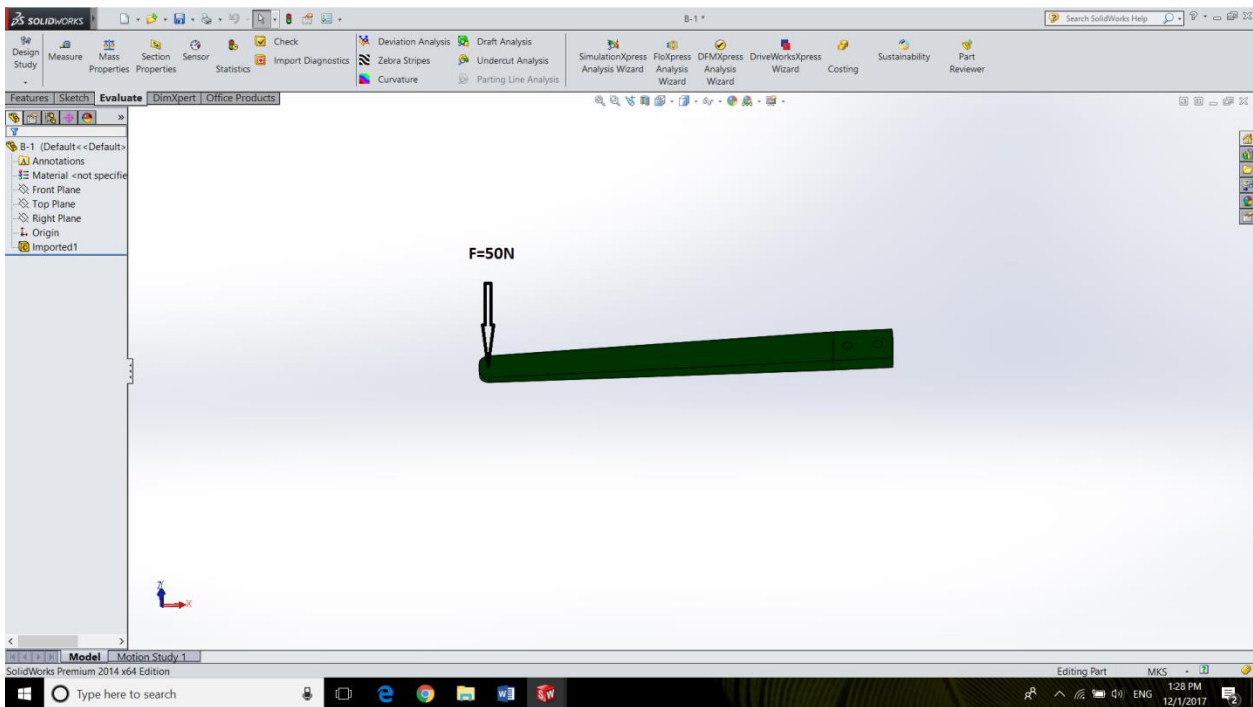 SOLIDWORKS
B-1 *
Search SolidWorks Help
Design Study
Measure
Mass Properties
Section Properties
Sensor
Statistics
Check
Import Diagnostics
Deviation Analysis
Zebra Stripes
Curvature
Draft Analysis
Undercut Analysis
Parting Line Analysis
SimulationXpress Analysis Wizard
FloXpress Analysis Wizard
DFMXpress Analysis Wizard
DriveWorksXpress Wizard
Costing
Sustainability
Part Reviewer
Features Sketch Evaluate DimXpert Office Products
B-1 (Default<<Default>
Annotations
Material <not specifie
Front Plane
Top Plane
Right Plane
Origin
Imported1
F=50N
Z
X
Model Motion Study 1
SolidWorks Premium 2014 x64 Edition
Editing Part MKS
Type here to search
ENG
1:28 PM
12/1/2017
2